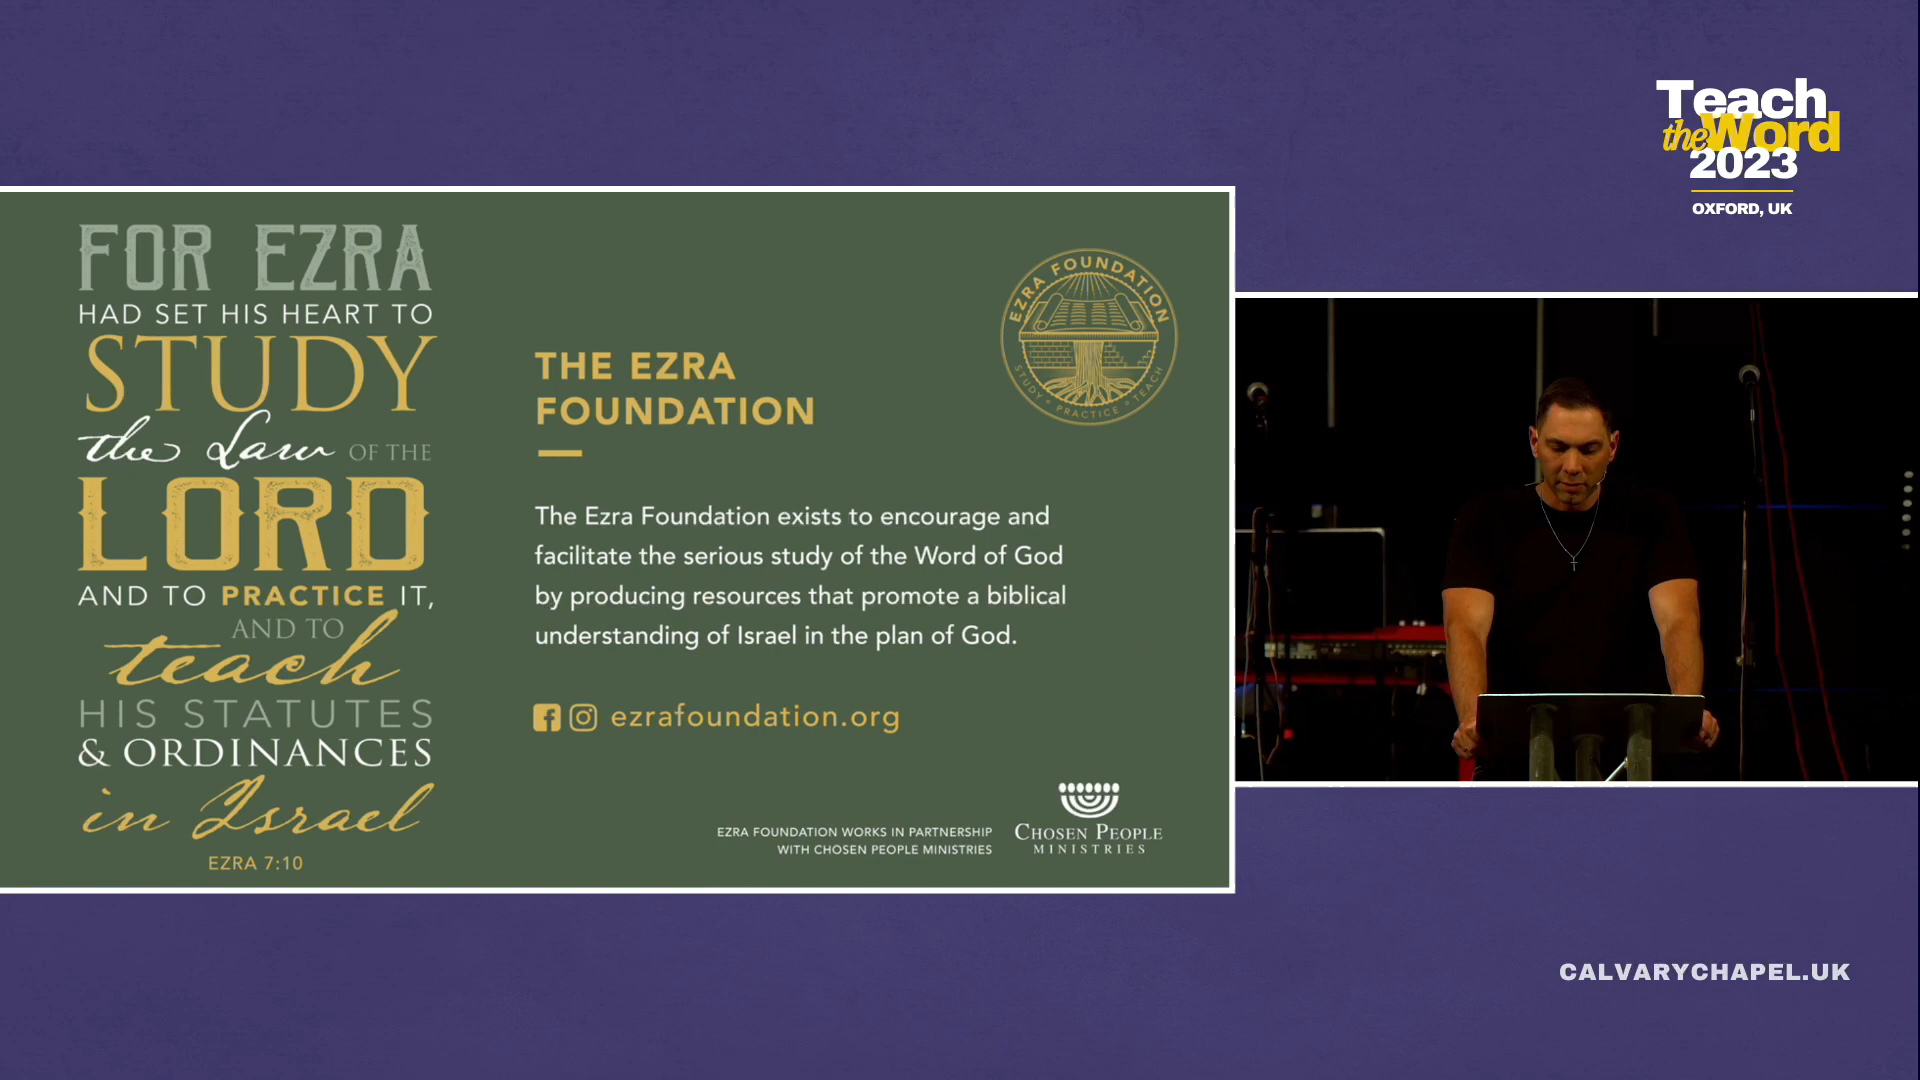 FOR EZRA
HAD SET HIS HEART TO
STUDY
the Law OF THE
LORD
AND TO PRACTICE IT,
AND TO
teach
HIS STATUTES
& ORDINANCES
in Israel
EZRA 7:10
THE EZRA
FOUNDATION
The Ezra Foundation exists to encourage and
facilitate the serious study of the Word of God
by producing resources that promote a biblical
understanding of Israel in the plan of God.
ezrafoundation.org
EZRA FOUNDATION WORKS IN PARTNERSHIP
WITH CHOSEN PEOPLE MINISTRIES
CHOSEN PEOPLE
MINISTRIES
EZRA FOUNDATION
STUDY • PRACTICE • TEACH
Teach
the Word
2023
OXFORD, UK
CALVARYCHAPEL.UK